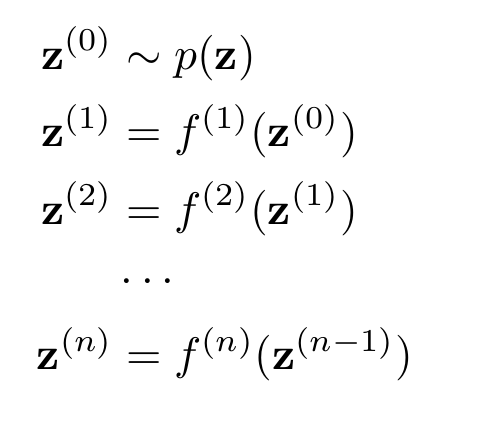 𝐳⁽⁰⁾ ∼ p(𝐳)
𝐳⁽¹⁾ = f⁽¹⁾(𝐳⁽⁰⁾)
𝐳⁽²⁾ = f⁽²⁾(𝐳⁽¹⁾)
⋯
𝐳⁽ⁿ⁾ = f⁽ⁿ⁾(𝐳⁽ⁿ⁻¹⁾)